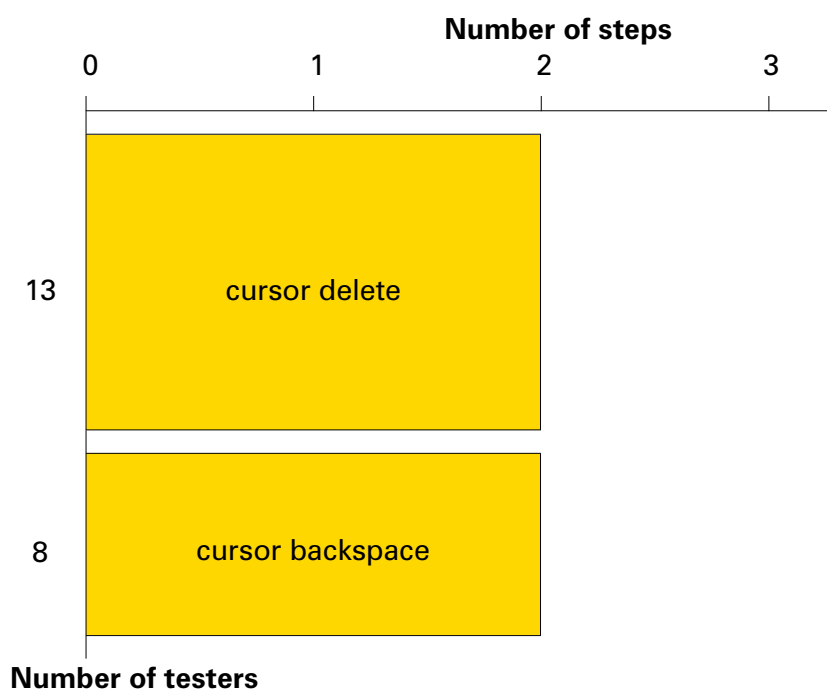 Number of steps
0 1 2 3
13 cursor delete
8 cursor backspace
Number of testers